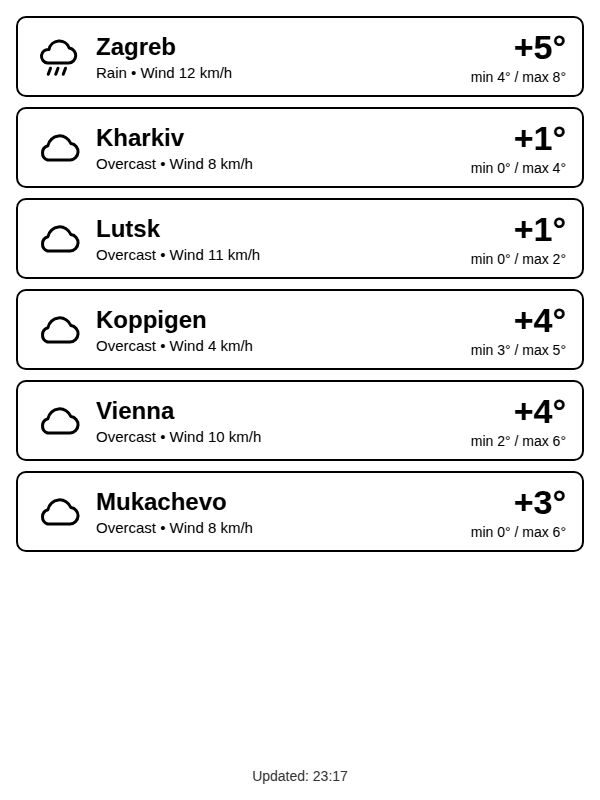 Zagreb
Rain • Wind 12 km/h
+5°
min 4° / max 8°
Kharkiv
Overcast • Wind 8 km/h
+1°
min 0° / max 4°
Lutsk
Overcast • Wind 11 km/h
+1°
min 0° / max 2°
Koppigen
Overcast • Wind 4 km/h
+4°
min 3° / max 5°
Vienna
Overcast • Wind 10 km/h
+4°
min 2° / max 6°
Mukachevo
Overcast • Wind 8 km/h
+3°
min 0° / max 6°
Updated: 23:17